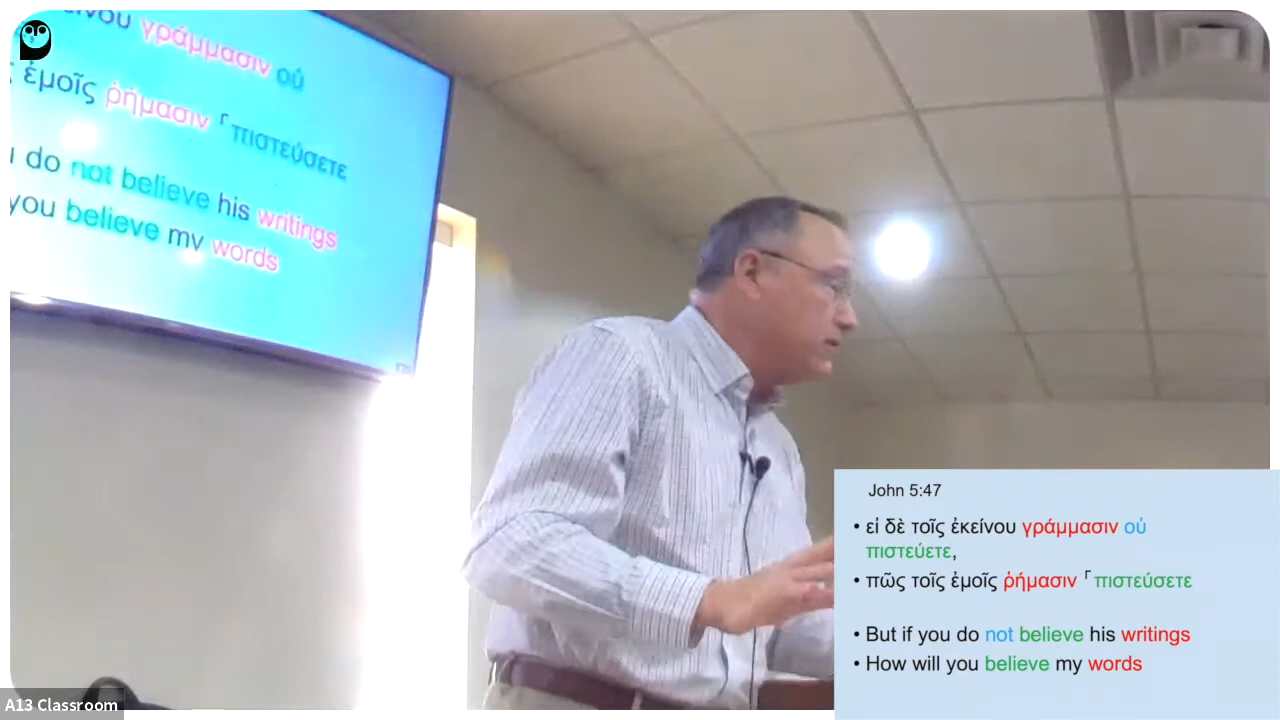 γράμμασιν οὐ
ἐμοῖς ῥήμασιν ⸀πιστεύσετε
do not believe his writings
you believe my words
John 5:47
• εἰ δὲ τοῖς ἐκείνου γράμμασιν οὐ
πιστεύετε,
• πῶς τοῖς ἐμοῖς ῥήμασιν ⸀πιστεύσετε
• But if you do not believe his writings
• How will you believe my words
A13 Classroom